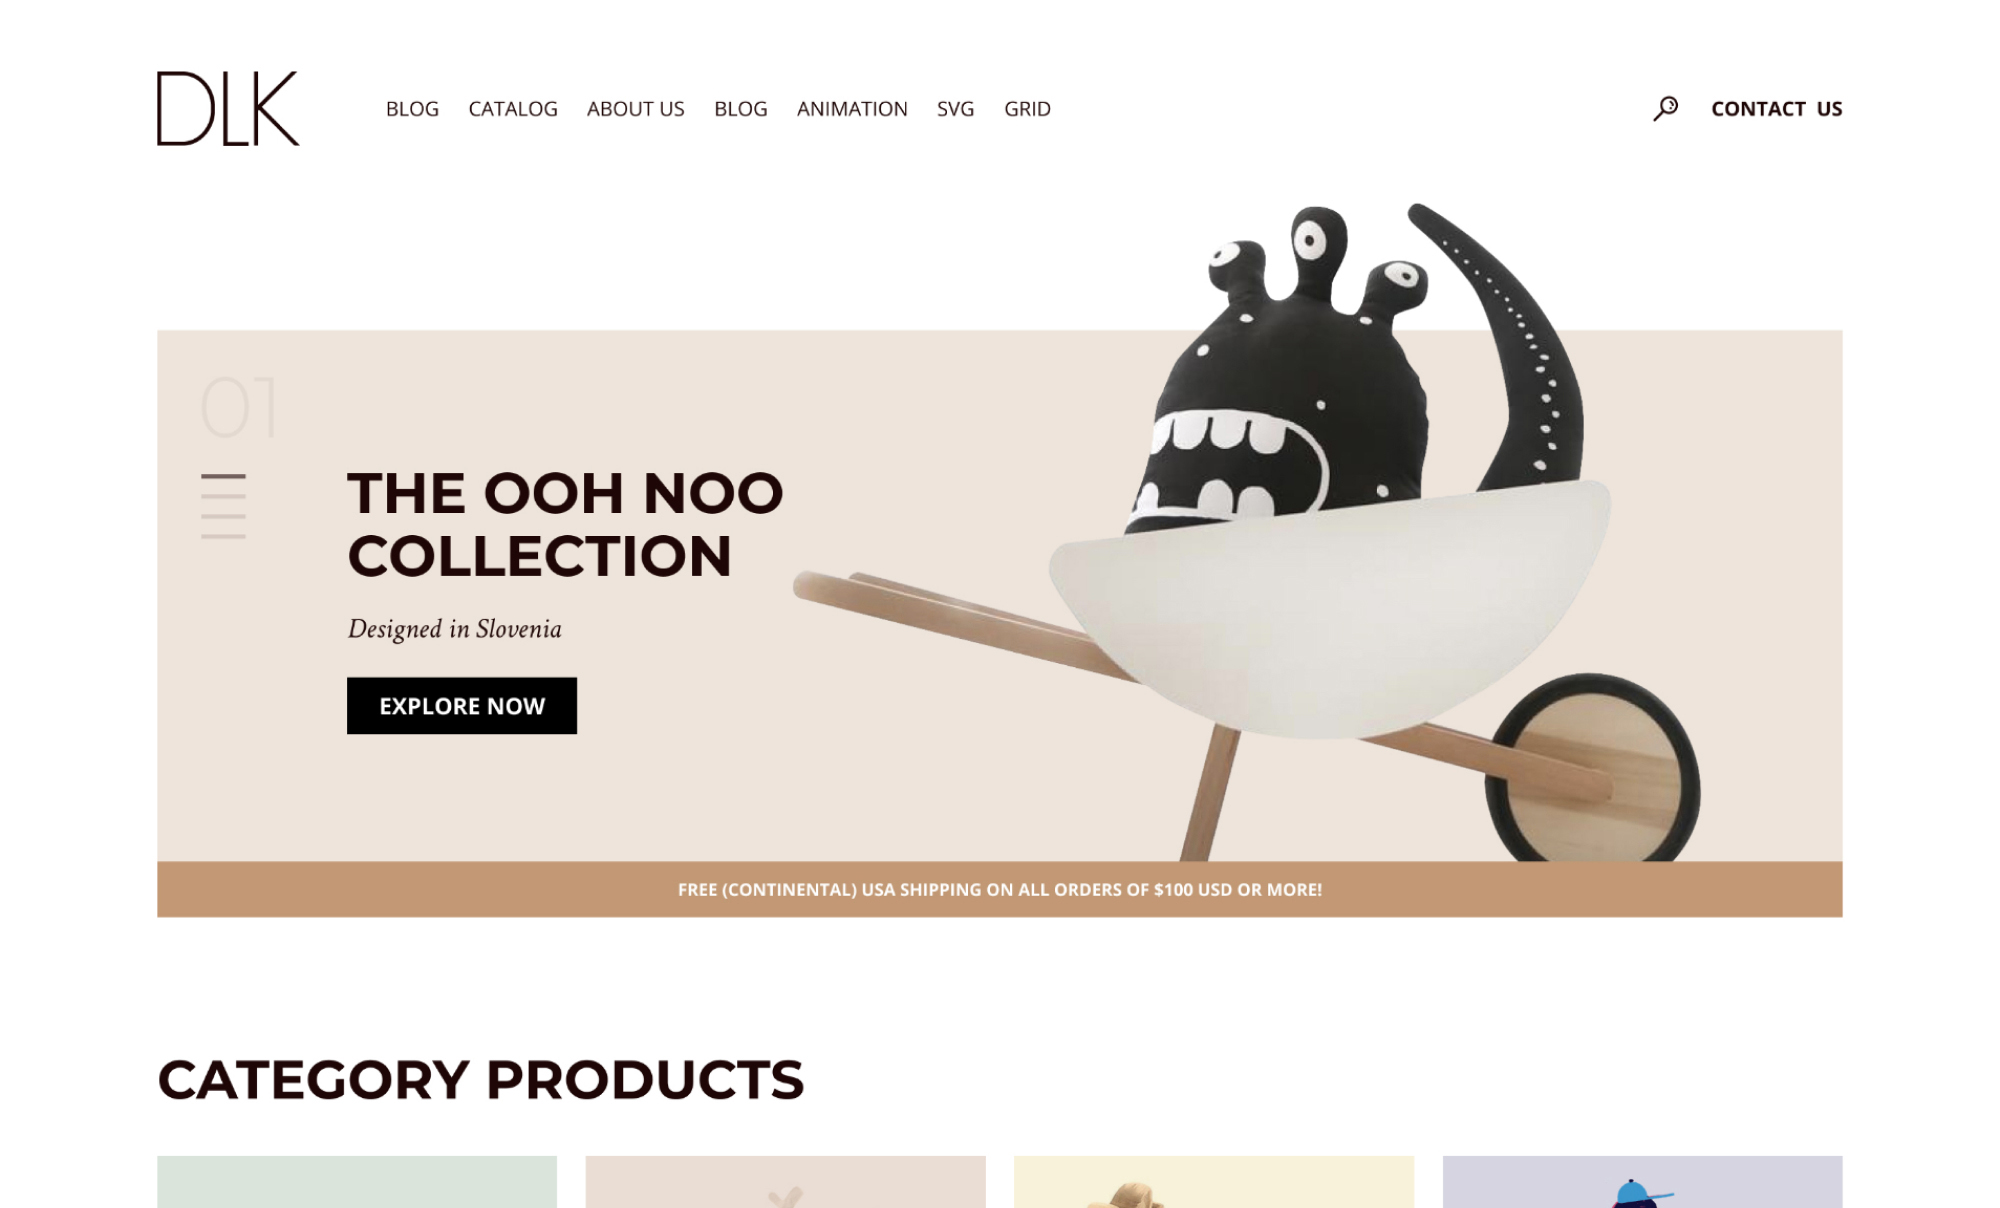 DLK
BLOG CATALOG ABOUT US BLOG ANIMATION SVG GRID
CONTACT US
01
THE OOH NOO
COLLECTION
Designed in Slovenia
EXPLORE NOW
FREE (CONTINENTAL) USA SHIPPING ON ALL ORDERS OF $100 USD OR MORE!
CATEGORY PRODUCTS